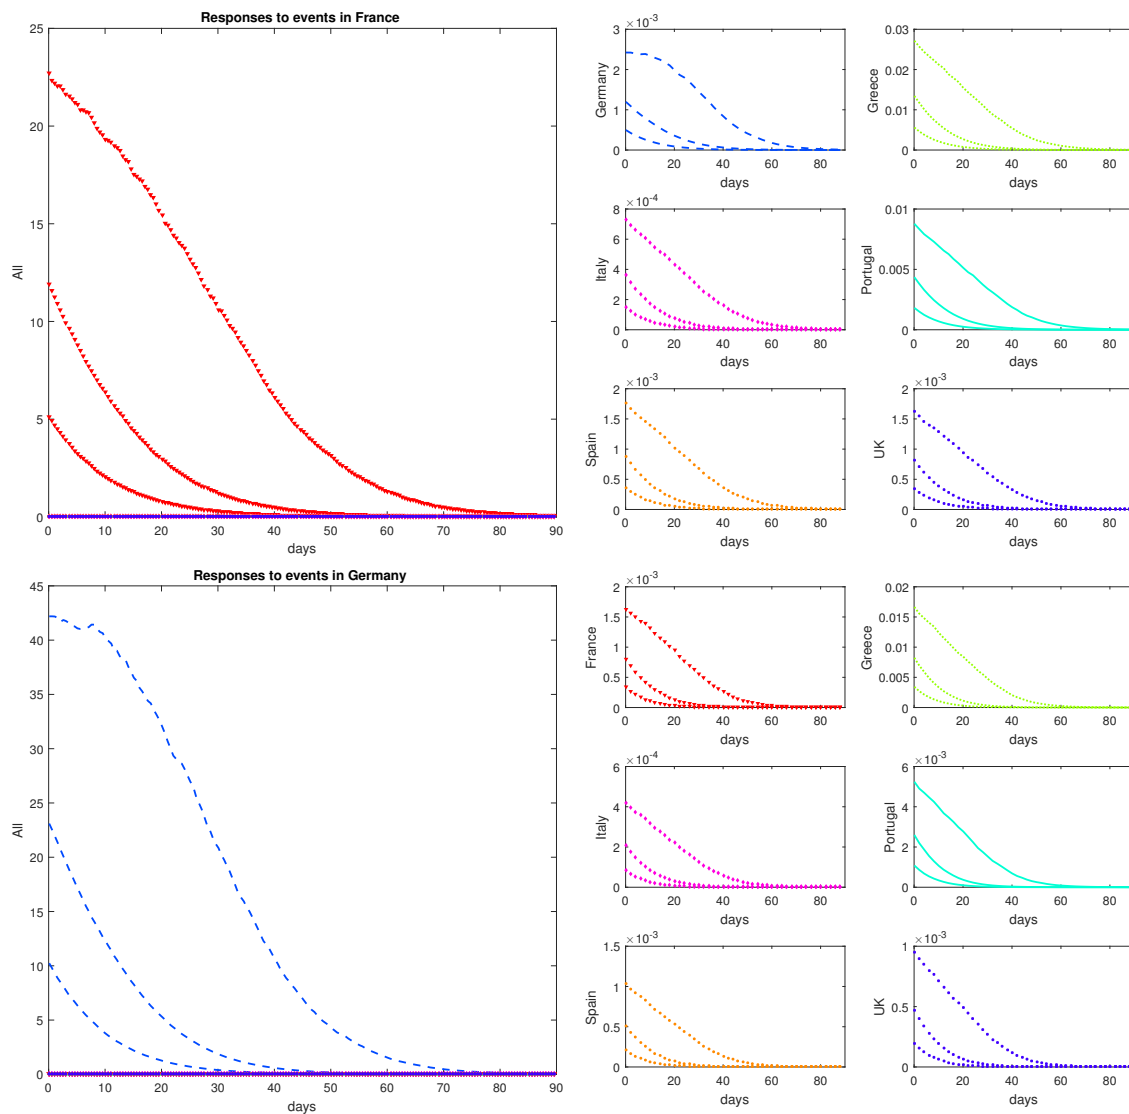 Responses to events in France
25
20
15
10
5
0
All
0 10 20 30 40 50 60 70 80 90
days
×10⁻³
3
2
1
0
Germany
0 20 40 60 80
days
0.03
0.02
0.01
0
Greece
0 20 40 60 80
days
×10⁻⁴
8
6
4
2
0
Italy
0 20 40 60 80
days
0.01
0.005
0
Portugal
0 20 40 60 80
days
×10⁻³
2
1.5
1
0.5
0
Spain
0 20 40 60 80
days
×10⁻³
2
1.5
1
0.5
0
UK
0 20 40 60 80
days
Responses to events in Germany
45
40
35
30
25
20
15
10
5
0
All
0 10 20 30 40 50 60 70 80 90
days
×10⁻³
2
1.5
1
0.5
0
France
0 20 40 60 80
days
0.02
0.015
0.01
0.005
0
Greece
0 20 40 60 80
days
×10⁻⁴
6
4
2
0
Italy
0 20 40 60 80
days
×10⁻³
6
4
2
0
Portugal
0 20 40 60 80
days
×10⁻³
1.5
1
0.5
0
Spain
0 20 40 60 80
days
×10⁻³
1
0.5
0
UK
0 20 40 60 80
days